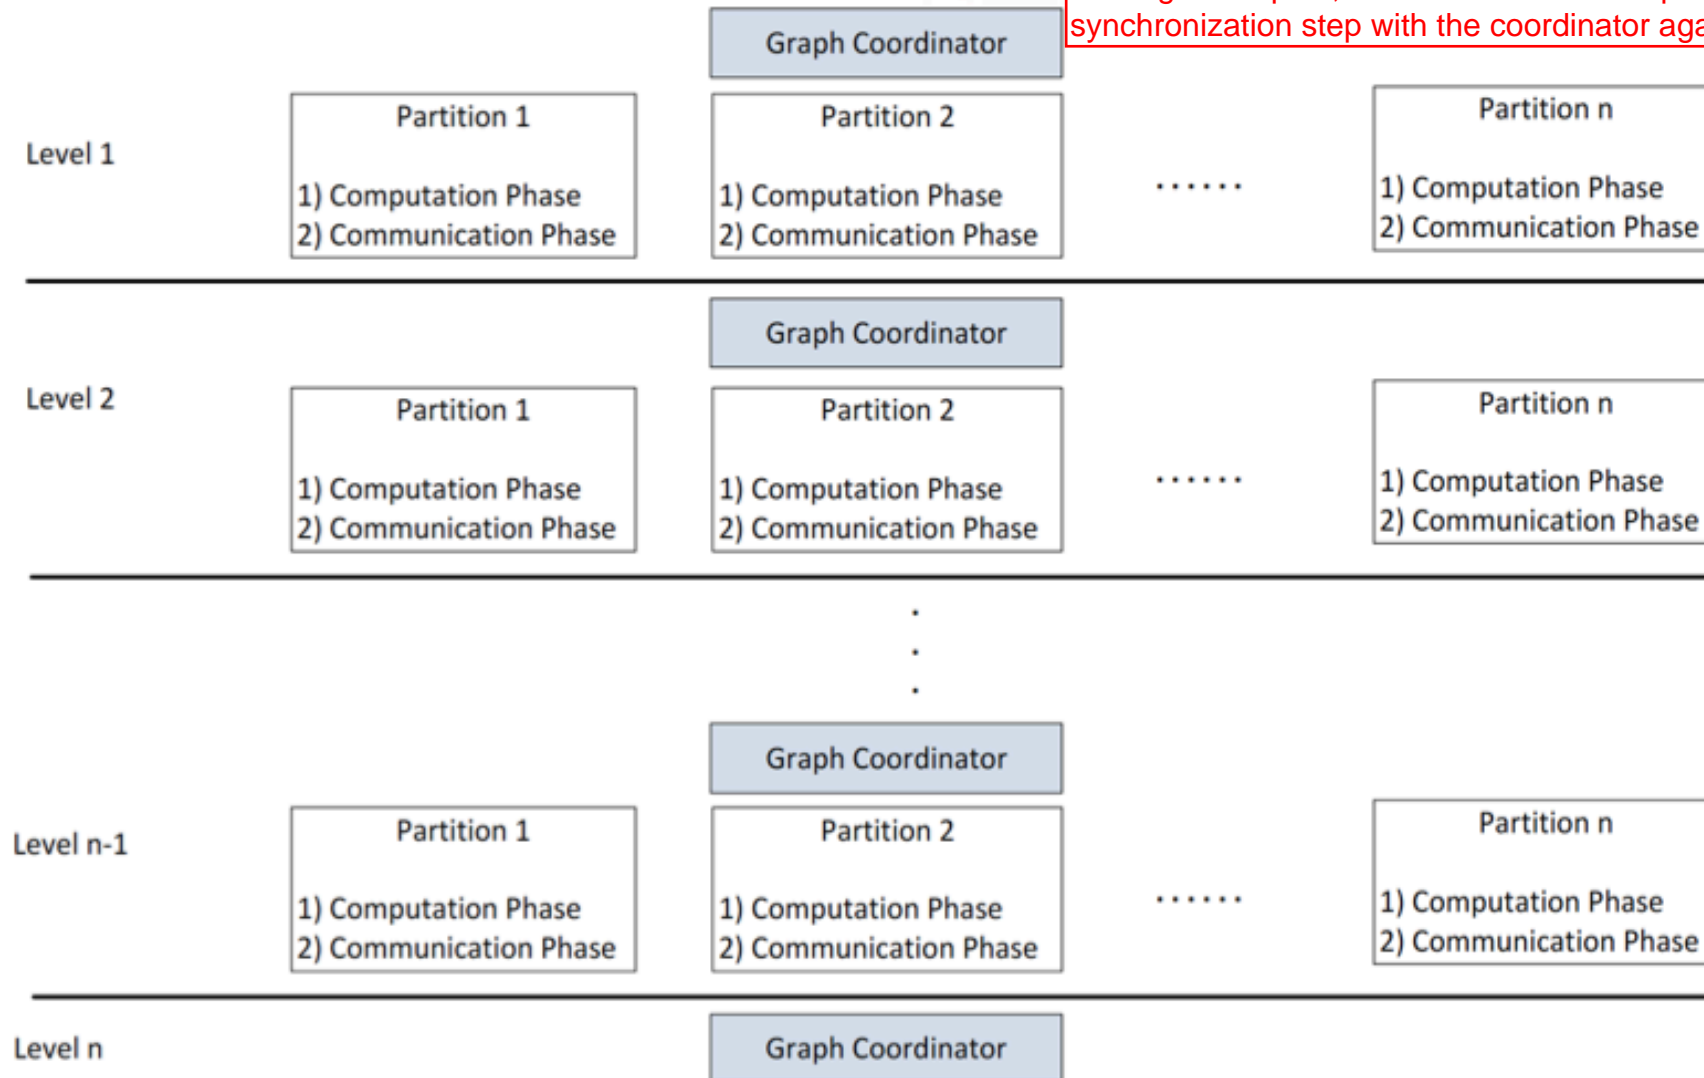 synchronization step with the coordinator aga
Graph Coordinator
Level 1
Partition 1
1) Computation Phase
2) Communication Phase
Partition 2
1) Computation Phase
2) Communication Phase
......
Partition n
1) Computation Phase
2) Communication Phase
Graph Coordinator
Level 2
Partition 1
1) Computation Phase
2) Communication Phase
Partition 2
1) Computation Phase
2) Communication Phase
......
Partition n
1) Computation Phase
2) Communication Phase
.
.
.
Graph Coordinator
Level n-1
Partition 1
1) Computation Phase
2) Communication Phase
Partition 2
1) Computation Phase
2) Communication Phase
......
Partition n
1) Computation Phase
2) Communication Phase
Level n
Graph Coordinator